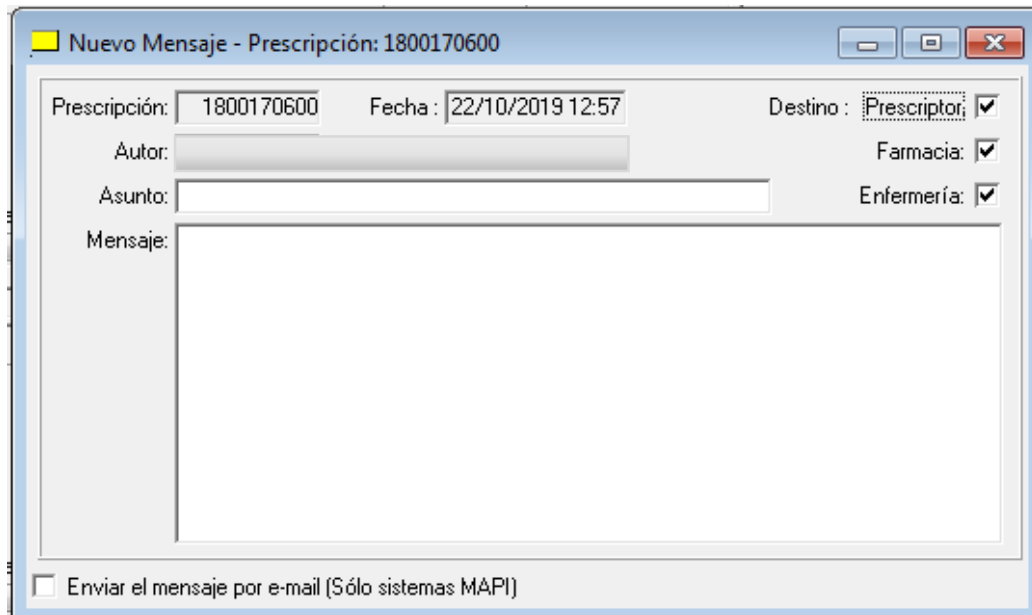 Nuevo Mensaje - Prescripción: 1800170600
Prescripción: 1800170600 Fecha : 22/10/2019 12:57 Destino : Prescriptor:
Autor: Farmacia:
Asunto: Enfermería:
Mensaje:
Enviar el mensaje por e-mail (Sólo sistemas MAPI)